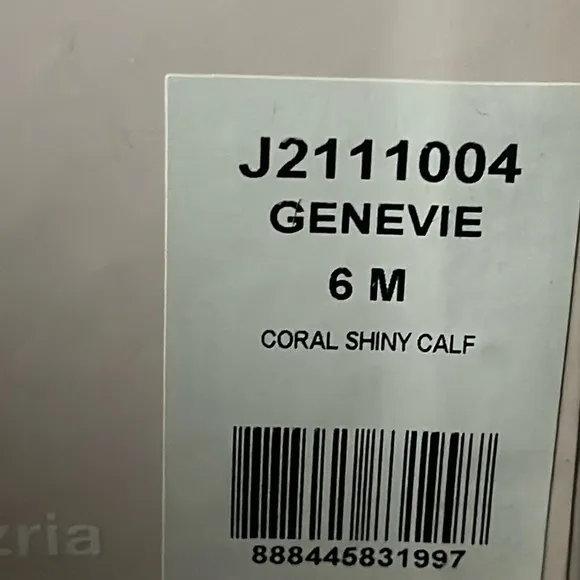 J2111004
GENEVIE
6 M
CORAL SHINY CALF
888445831997
zria